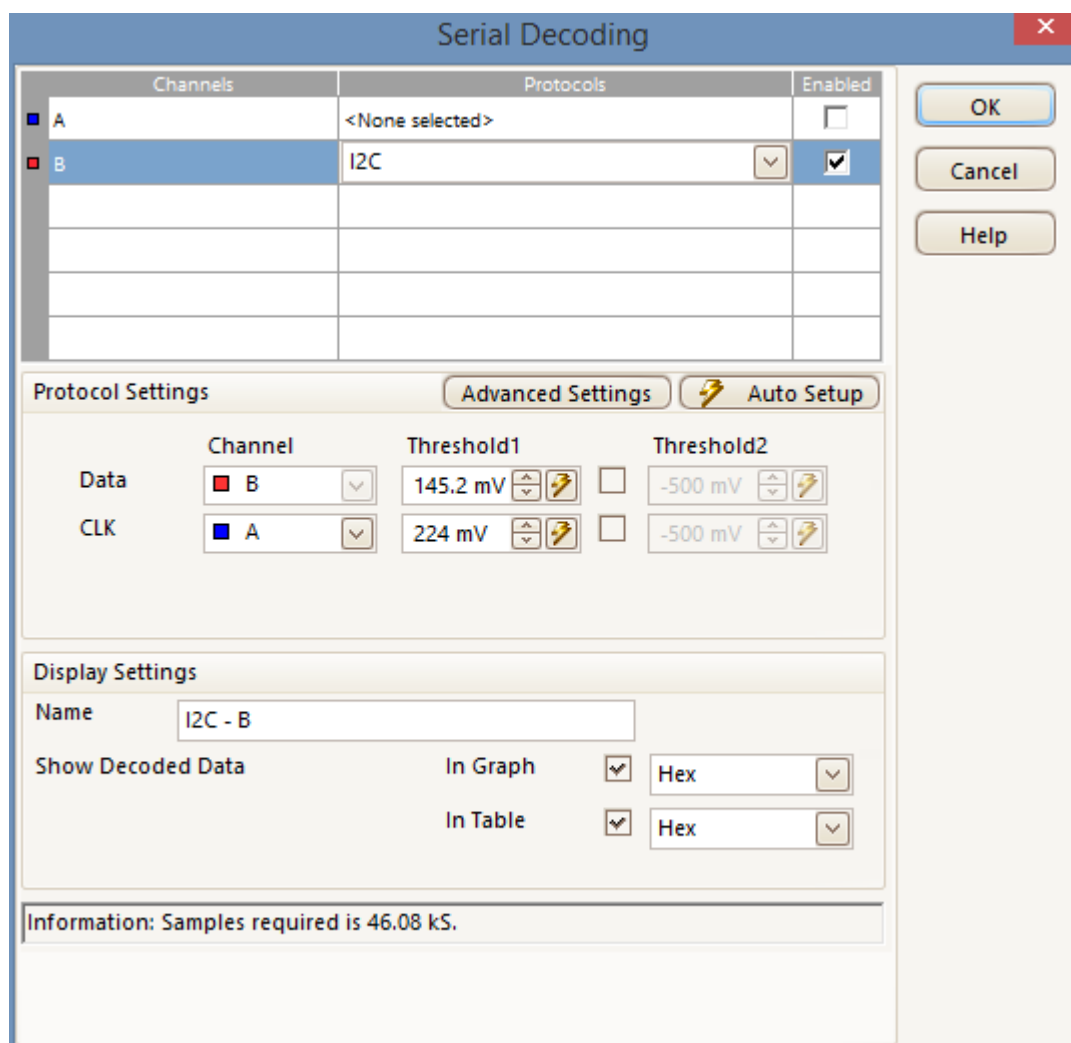 Serial Decoding
Channels Protocols Enabled
A <None selected>
B I2C
OK
Cancel
Help
Protocol Settings Advanced Settings Auto Setup
Channel Threshold1 Threshold2
Data B 145.2 mV -500 mV
CLK A 224 mV -500 mV
Display Settings
Name I2C - B
Show Decoded Data In Graph Hex
In Table Hex
Information: Samples required is 46.08 kS.